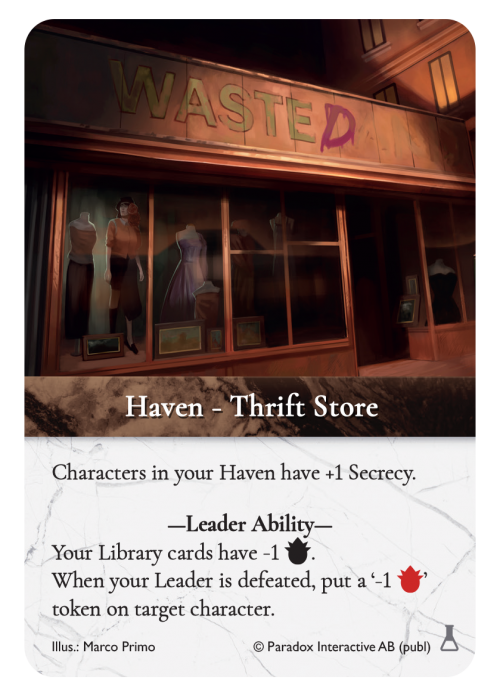 WASTED
Haven - Thrift Store
Characters in your Haven have +1 Secrecy.
—Leader Ability—
Your Library cards have -1 .
When your Leader is defeated, put a ‘-1 ’
token on target character.
Illus.: Marco Primo
© Paradox Interactive AB (publ)